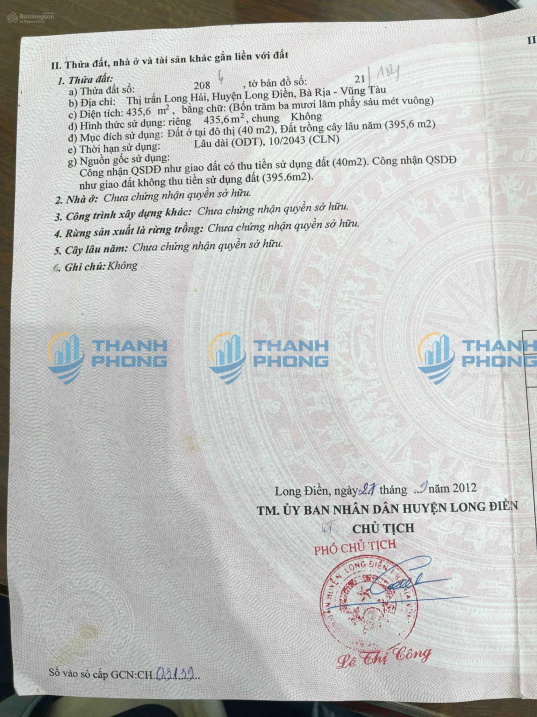 Batdongsan
II. Thửa đất, nhà ở và tài sản khác gắn liền với đất
1. Thửa đất:
a) Thửa đất số: 208 6, tờ bản đồ số: 21/184
b) Địa chỉ: Thị trấn Long Hải, Huyện Long Điền, Bà Rịa - Vũng Tàu
c) Diện tích: 435,6 m², bằng chữ: (Bốn trăm ba mươi lăm phẩy sáu mét vuông)
d) Hình thức sử dụng: riêng 435,6 m², chung Không
đ) Mục đích sử dụng: Đất ở tại đô thị (40 m2), Đất trồng cây lâu năm (395,6 m2)
e) Thời hạn sử dụng: Lâu dài (ODT), 10/2043 (CLN)
g) Nguồn gốc sử dụng:
Công nhận QSDĐ như giao đất có thu tiền sử dụng đất (40m2). Công nhận QSDĐ
như giao đất không thu tiền sử dụng đất (395.6m2).
2. Nhà ở: Chưa chứng nhận quyền sở hữu.
3. Công trình xây dựng khác: Chưa chứng nhận quyền sở hữu.
4. Rừng sản xuất là rừng trồng: Chưa chứng nhận quyền sở hữu.
5. Cây lâu năm: Chưa chứng nhận quyền sở hữu.
6. Ghi chú: Không
II
THANH PHONG
THANH PHONG
THANH PHONG
Long Điền, ngày 27 tháng 9 năm 2012
TM. ỦY BAN NHÂN DÂN HUYỆN LONG ĐIỀN
CHỦ TỊCH
PHÓ CHỦ TỊCH
HUYỆN LONG ĐIỀN
Lê Thị Công
Số vào sổ cấp GCN:CH